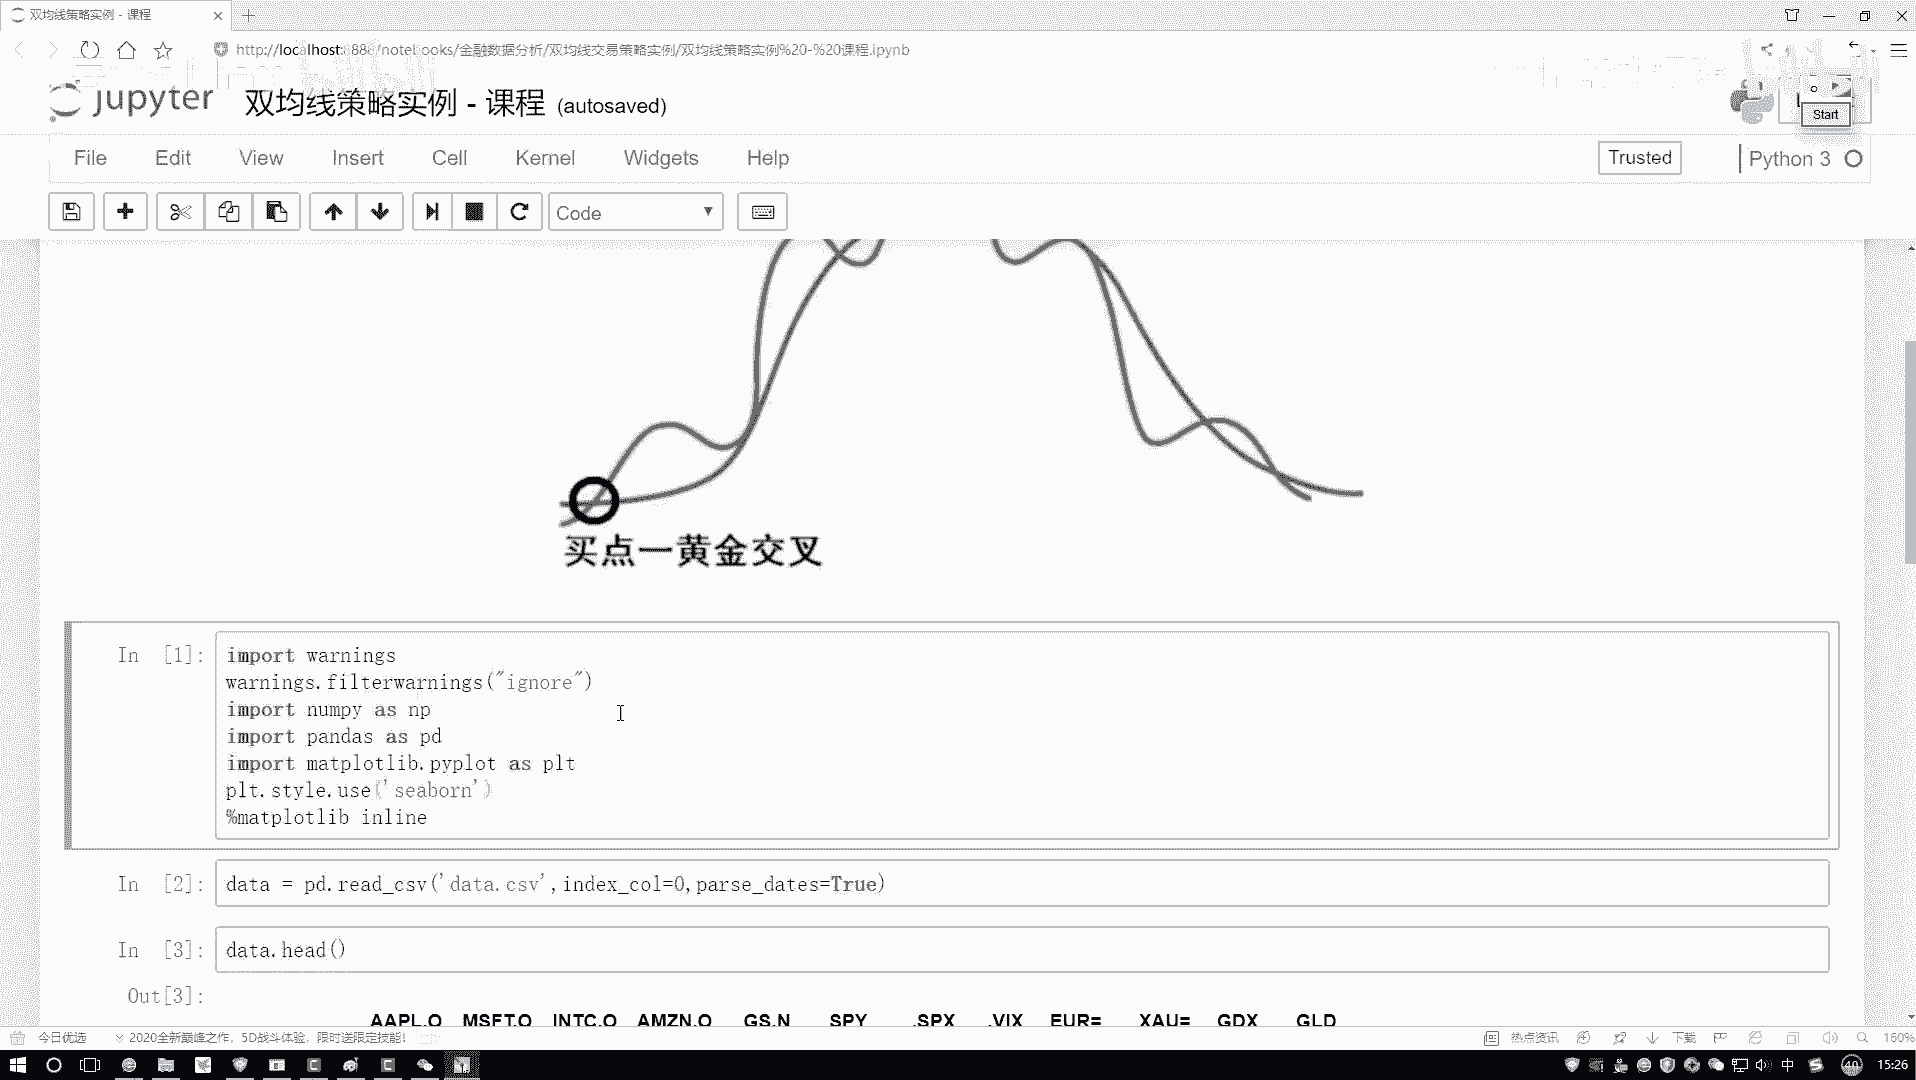 双均线策略实例 - 课程
http://localhost:888/notebooks/金融数据分析/双均线交易策略实例/双均线策略实例%20-%20课程.ipynb
jupyter 双均线策略实例 - 课程 (autosaved)
Start
File Edit View Insert Cell Kernel Widgets Help
Trusted
Python 3
Code
买点一黄金交叉
In [1]:
import warnings
warnings.filterwarnings("ignore")
import numpy as np
import pandas as pd
import matplotlib.pyplot as plt
plt.style.use('seaborn')
%matplotlib inline
In [2]: data = pd.read_csv('data.csv',index_col=0,parse_dates=True)
In [3]: data.head()
Out[3]:
AAPL.O MSFT.O INTC.O AMZN.O GS.N SPY .SPX .VIX EUR= XAU= GDX GLD
今日优选 2020全新巅峰之作，5D战斗体验，限时送限定技能！ 热点资讯 下载 160%
中 40 15:26